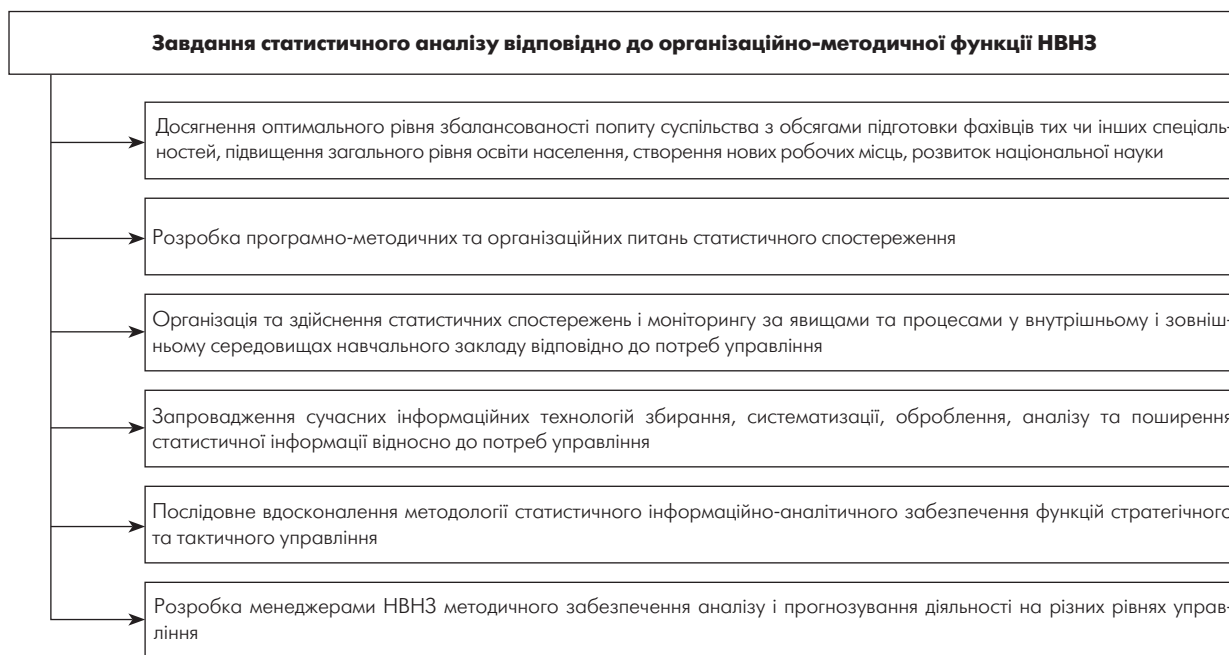 Завдання статистичного аналізу відповідно до організаційно-методичної функції НВНЗ
Досягнення оптимального рівня збалансованості попиту суспільства з обсягами підготовки фахівців тих чи інших спеціаль-
ностей, підвищення загального рівня освіти населення, створення нових робочих місць, розвиток національної науки
Розробка програмно-методичних та організаційних питань статистичного спостереження
Організація та здійснення статистичних спостережень і моніторингу за явищами та процесами у внутрішньому і зовніш-
ньому середовищах навчального закладу відповідно до потреб управління
Запровадження сучасних інформаційних технологій збирання, систематизації, оброблення, аналізу та поширення
статистичної інформації відносно до потреб управління
Послідовне вдосконалення методології статистичного інформаційно-аналітичного забезпечення функцій стратегічного
та тактичного управління
Розробка менеджерами НВНЗ методичного забезпечення аналізу і прогнозування діяльності на різних рівнях управ-
ління